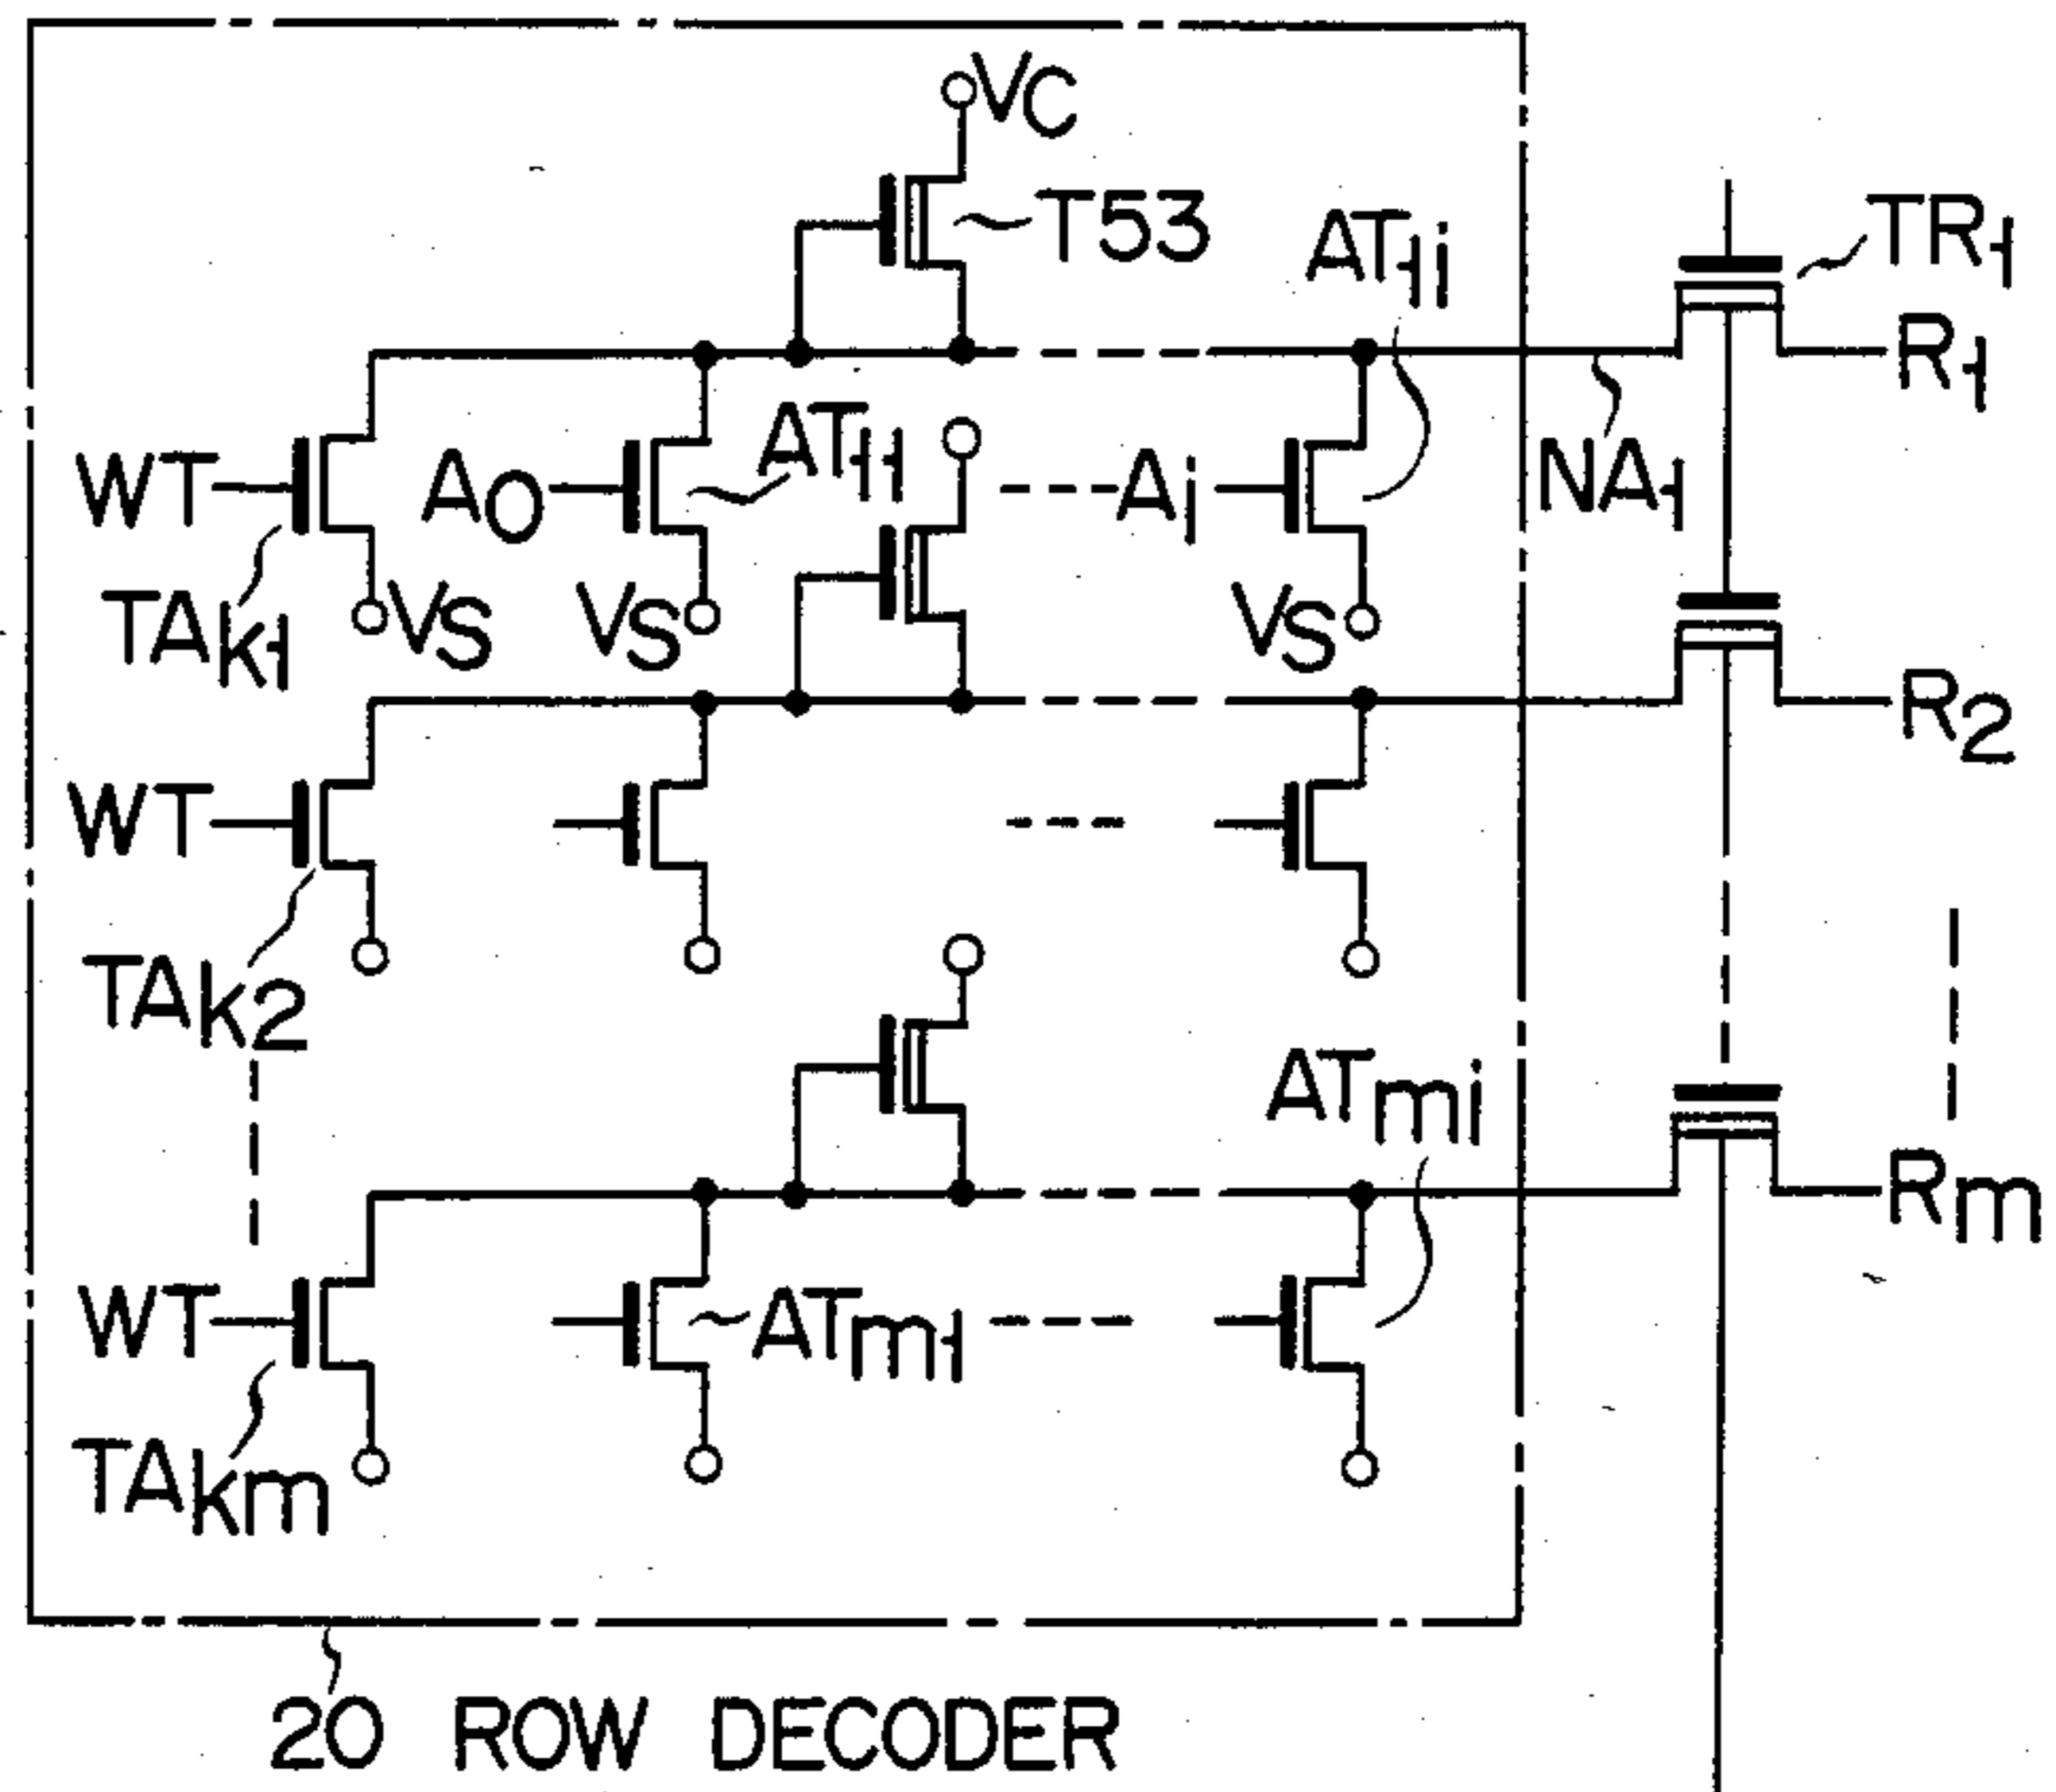 VC
T53
AT1i
TR1
R1
WT
A0
AT11
Ai
NA1
TAk1
VS
VS
VS
R2
WT
TAk2
ATmi
Rm
WT
ATm1
TAkm
20 ROW DECODER